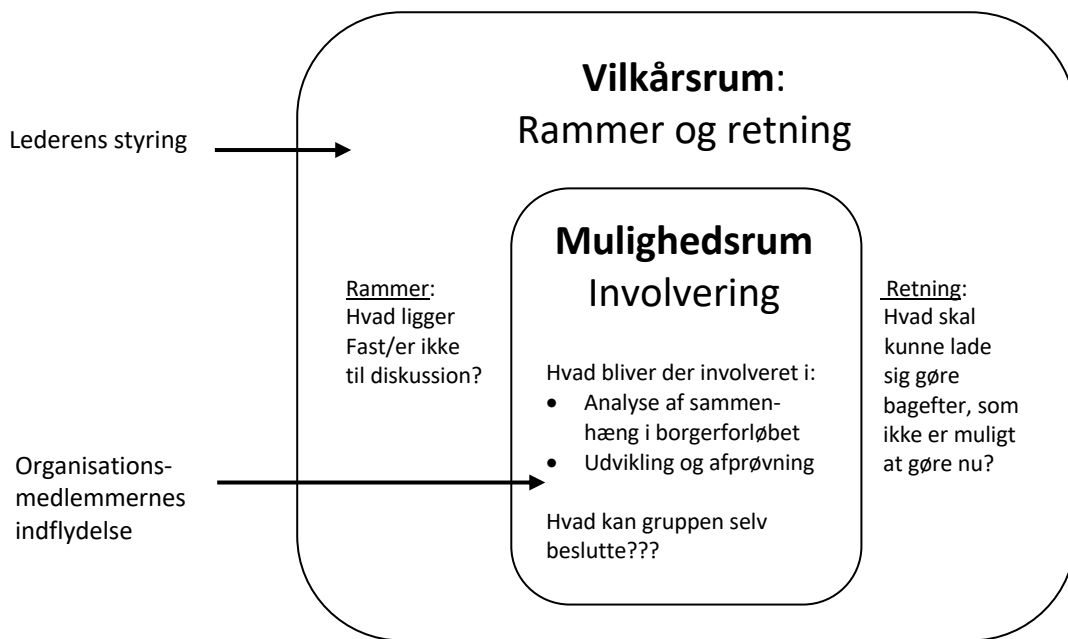 Vilkårsrum:
Rammer og retning
Lederens styring
Mulighedsrum
Involvering
Rammer:
Hvad ligger
Fast/er ikke
til diskussion?
Hvad bliver der involveret i:
• Analyse af sammen-
hæng i borgerforløbet
• Udvikling og afprøvning
Hvad kan gruppen selv
beslutte???
Retning:
Hvad skal
kunne lade
sig gøre
bagefter, som
ikke er muligt
at gøre nu?
Organisations-
medlemmernes
indflydelse